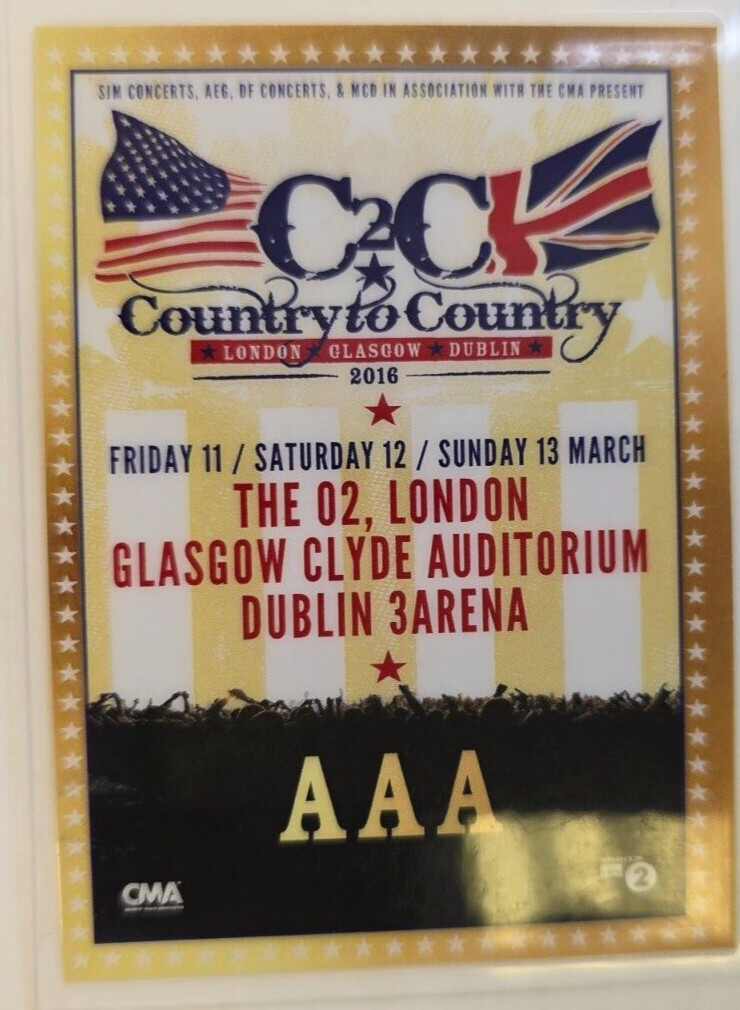 SJM CONCERTS, AEG, DF CONCERTS, & MCD IN ASSOCIATION WITH THE CMA PRESENT
C2C
Country to Country
LONDON ★ GLASGOW ★ DUBLIN ★
2016
FRIDAY 11 / SATURDAY 12 / SUNDAY 13 MARCH
THE O2, LONDON
GLASGOW CLYDE AUDITORIUM
DUBLIN 3ARENA
AAA
CMA
2